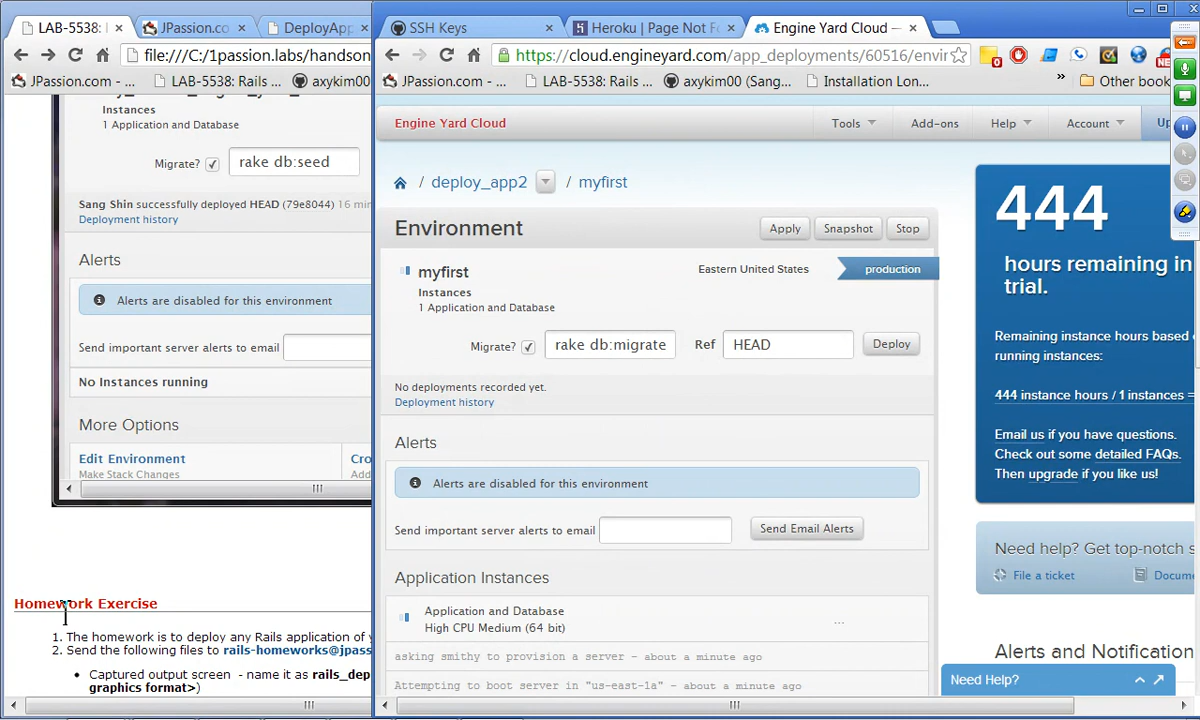 LAB-5538:
JPassion.co
DeployApp
file:///C:/1passion.labs/handson
JPassion.com - ...
LAB-5538: Rails ...
axykim00
Instances
1 Application and Database
Migrate?
rake db:seed
Sang Shin successfully deployed HEAD (79e8044) 16 min
Deployment history
Alerts
Alerts are disabled for this environment
Send important server alerts to email
No Instances running
More Options
Edit Environment
Make Stack Changes
Cro
Add
Homework Exercise
1. The homework is to deploy any Rails application of y
2. Send the following files to rails-homeworks@jpass
Captured output screen - name it as rails_dep
graphics format>)
SSH Keys
Heroku | Page Not F
Engine Yard Cloud —
https://cloud.engineyard.com/app_deployments/60516/envir
0
JPassion.com - ...
LAB-5538: Rails ...
axykim00 (Sang...
Installation Lon...
»
Other book
Engine Yard Cloud
Tools
Add-ons
Help
Account
Up
/ deploy_app2
/ myfirst
Environment
Apply
Snapshot
Stop
myfirst
Eastern United States
production
Instances
1 Application and Database
Migrate?
rake db:migrate
Ref
HEAD
Deploy
No deployments recorded yet.
Deployment history
Alerts
Alerts are disabled for this environment
Send important server alerts to email
Send Email Alerts
Application Instances
Application and Database
High CPU Medium (64 bit)
...
asking smithy to provision a server - about a minute ago
Attempting to boot server in "us-east-1a" - about a minute ago
444
hours remaining in
trial.
Remaining instance hours based
running instances:
444 instance hours / 1 instances =
Email us if you have questions.
Check out some detailed FAQs.
Then upgrade if you like us!
Need help? Get top-notch s
File a ticket
Docume
Alerts and Notification
Need Help?